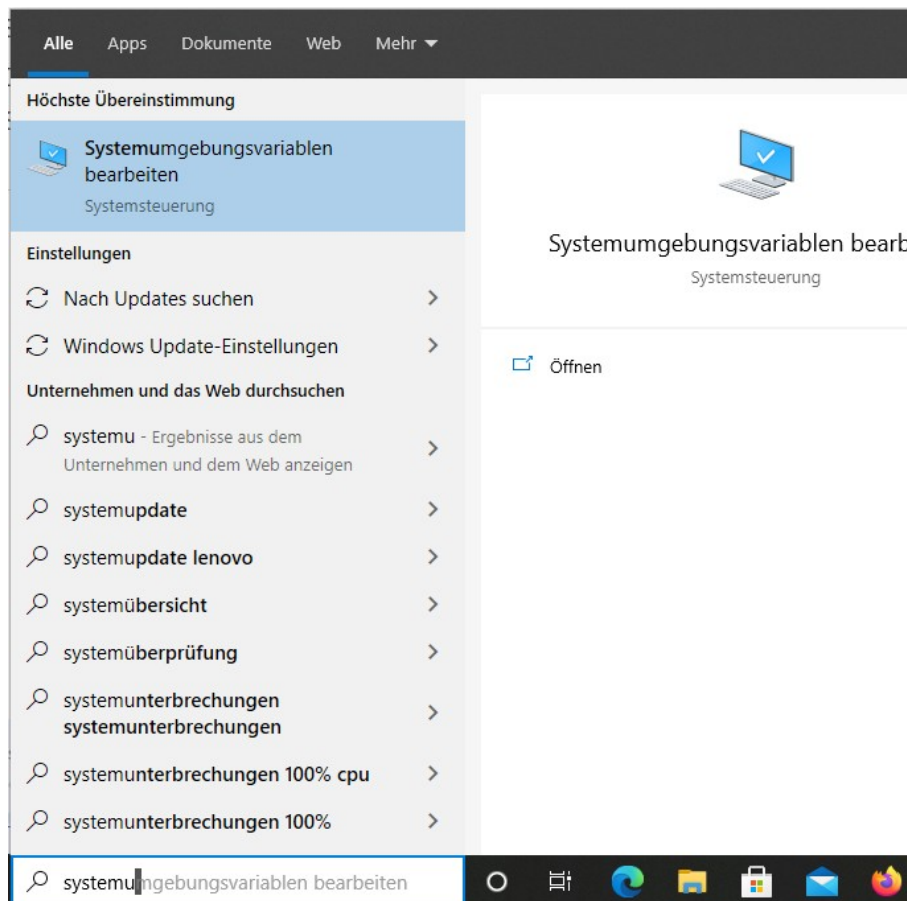 Alle Apps Dokumente Web Mehr
Höchste Übereinstimmung
Systemumgebungsvariablen
bearbeiten
Systemsteuerung
Einstellungen
Nach Updates suchen
Windows Update-Einstellungen
Unternehmen und das Web durchsuchen
systemu - Ergebnisse aus dem
Unternehmen und dem Web anzeigen
systemupdate
systemupdate lenovo
systemübersicht
systemüberprüfung
systemunterbrechungen
systemunterbrechungen
systemunterbrechungen 100% cpu
systemunterbrechungen 100%
systemumgebungsvariablen bearbeiten
Systemumgebungsvariablen bearb
Systemsteuerung
Öffnen